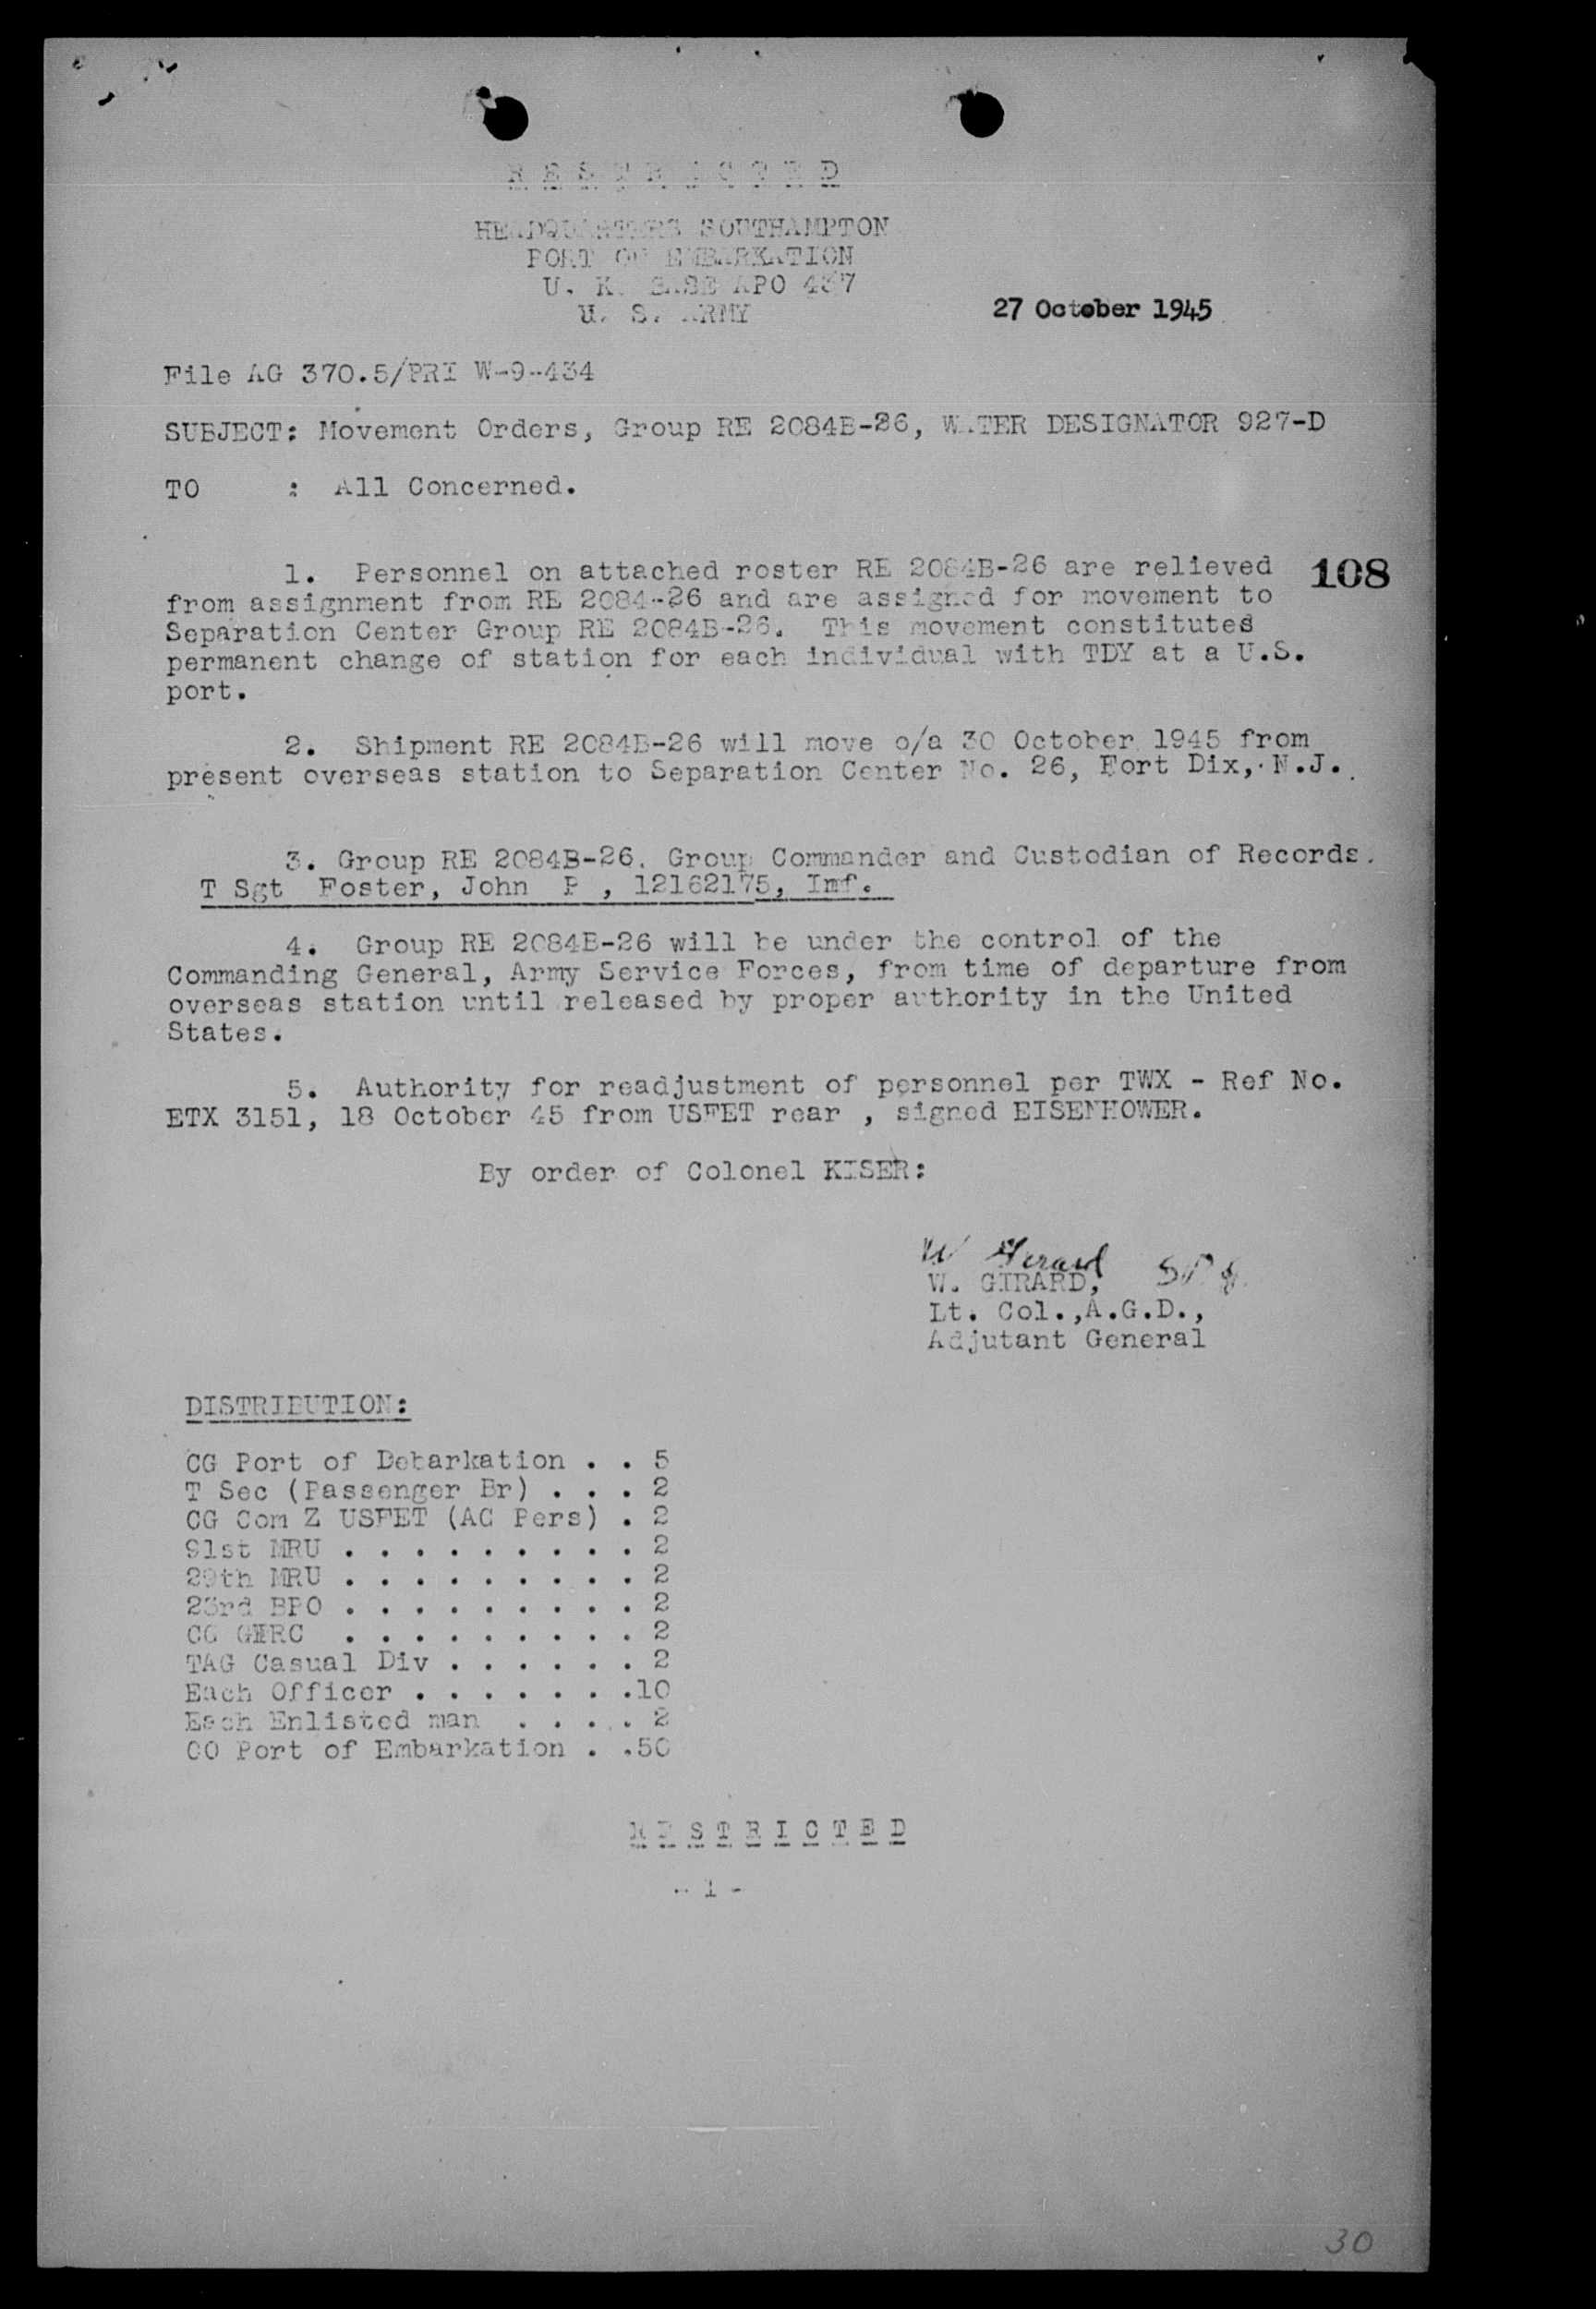 R E S T R I C T E D
HEADQUARTERS SOUTHAMPTON
PORT OF EMBARKATION
U. K. BASE APO 437
U. S. ARMY
27 October 1945
File AG 370.5/PRI W-9-434
SUBJECT: Movement Orders, Group RE 2084B-26, WATER DESIGNATOR 927-D
TO : All Concerned.
1. Personnel on attached roster RE 2084B-26 are relieved
108
from assignment from RE 2084-26 and are assigned for movement to
Separation Center Group RE 2084B-26. This movement constitutes
permanent change of station for each individual with TDY at a U.S.
port.
2. Shipment RE 2084B-26 will move o/a 30 October 1945 from
present overseas station to Separation Center No. 26, Fort Dix, N.J.
3. Group RE 2084B-26. Group Commander and Custodian of Records.
T Sgt Foster, John P , 12162175, Inf.
4. Group RE 2084B-26 will be under the control of the
Commanding General, Army Service Forces, from time of departure from
overseas station until released by proper authority in the United
States.
5. Authority for readjustment of personnel per TWX - Ref No.
ETX 3151, 18 October 45 from USFET rear , signed EISENHOWER.
By order of Colonel KISER:
W Girard
W. GIRARD,
Lt. Col.,A.G.D.,
Adjutant General
DISTRIBUTION:
CG Port of Debarkation . . 5
T Sec (Passenger Br) . . . 2
CG Com Z USFET (AC Pers) . 2
91st MRU . . . . . . . . . 2
29th MRU . . . . . . . . . 2
23rd BPO . . . . . . . . . 2
CG GFRC . . . . . . . . . 2
TAG Casual Div . . . . . . 2
Each Officer . . . . . . .10
Each Enlisted man . . . . 2
CO Port of Embarkation . .50
R E S T R I C T E D
- 1 -
30